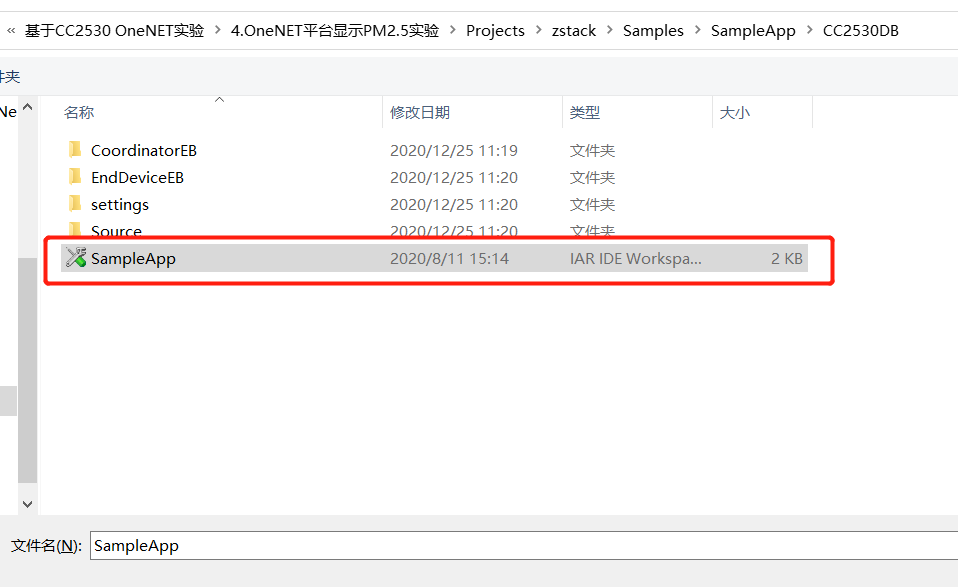 « 基于CC2530 OneNET实验 > 4.OneNET平台显示PM2.5实验 > Projects > zstack > Samples > SampleApp > CC2530DB
件夹
Ne
名称 修改日期 类型 大小
CoordinatorEB 2020/12/25 11:19 文件夹
EndDeviceEB 2020/12/25 11:20 文件夹
settings 2020/12/25 11:20 文件夹
Source 2020/12/25 11:20 文件夹
SampleApp 2020/8/11 15:14 IAR IDE Workspa... 2 KB
文件名(N): SampleApp